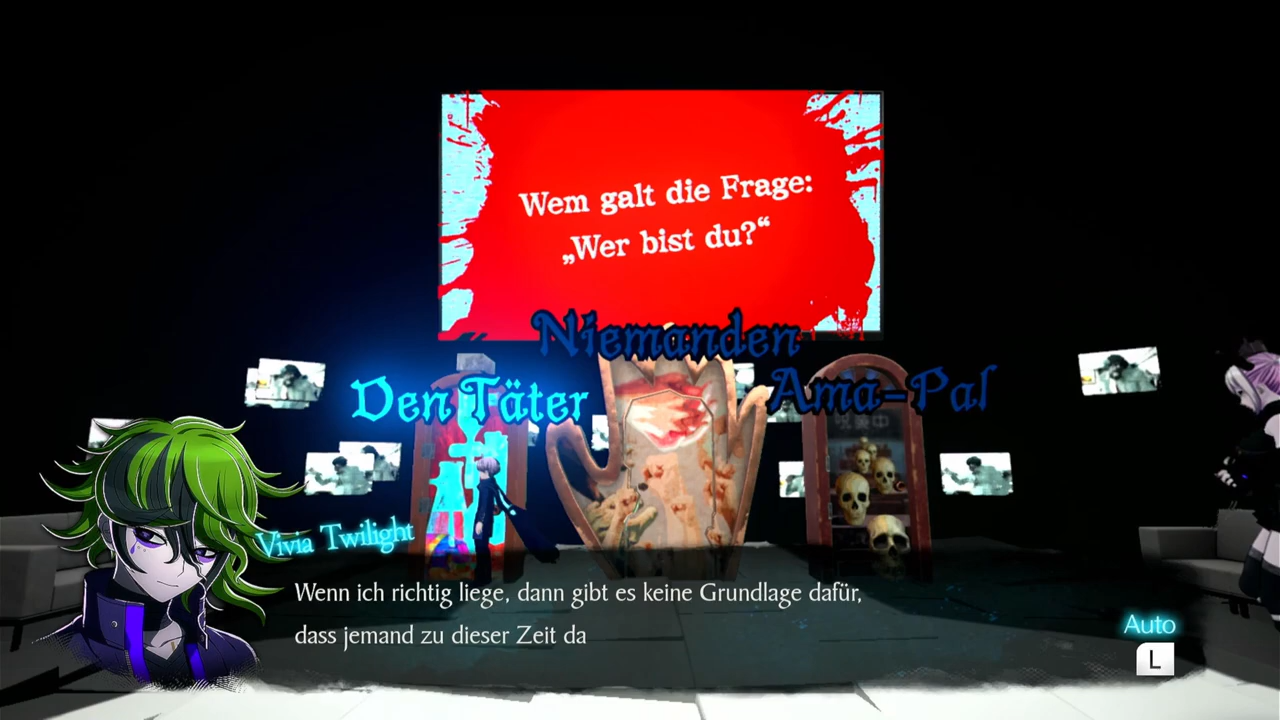 Wem galt die Frage:
„Wer bist du?“
Niemanden
Den Täter
Ama-Pal
Vivia Twilight
Wenn ich richtig liege, dann gibt es keine Grundlage dafür,
dass jemand zu dieser Zeit da
Auto
L